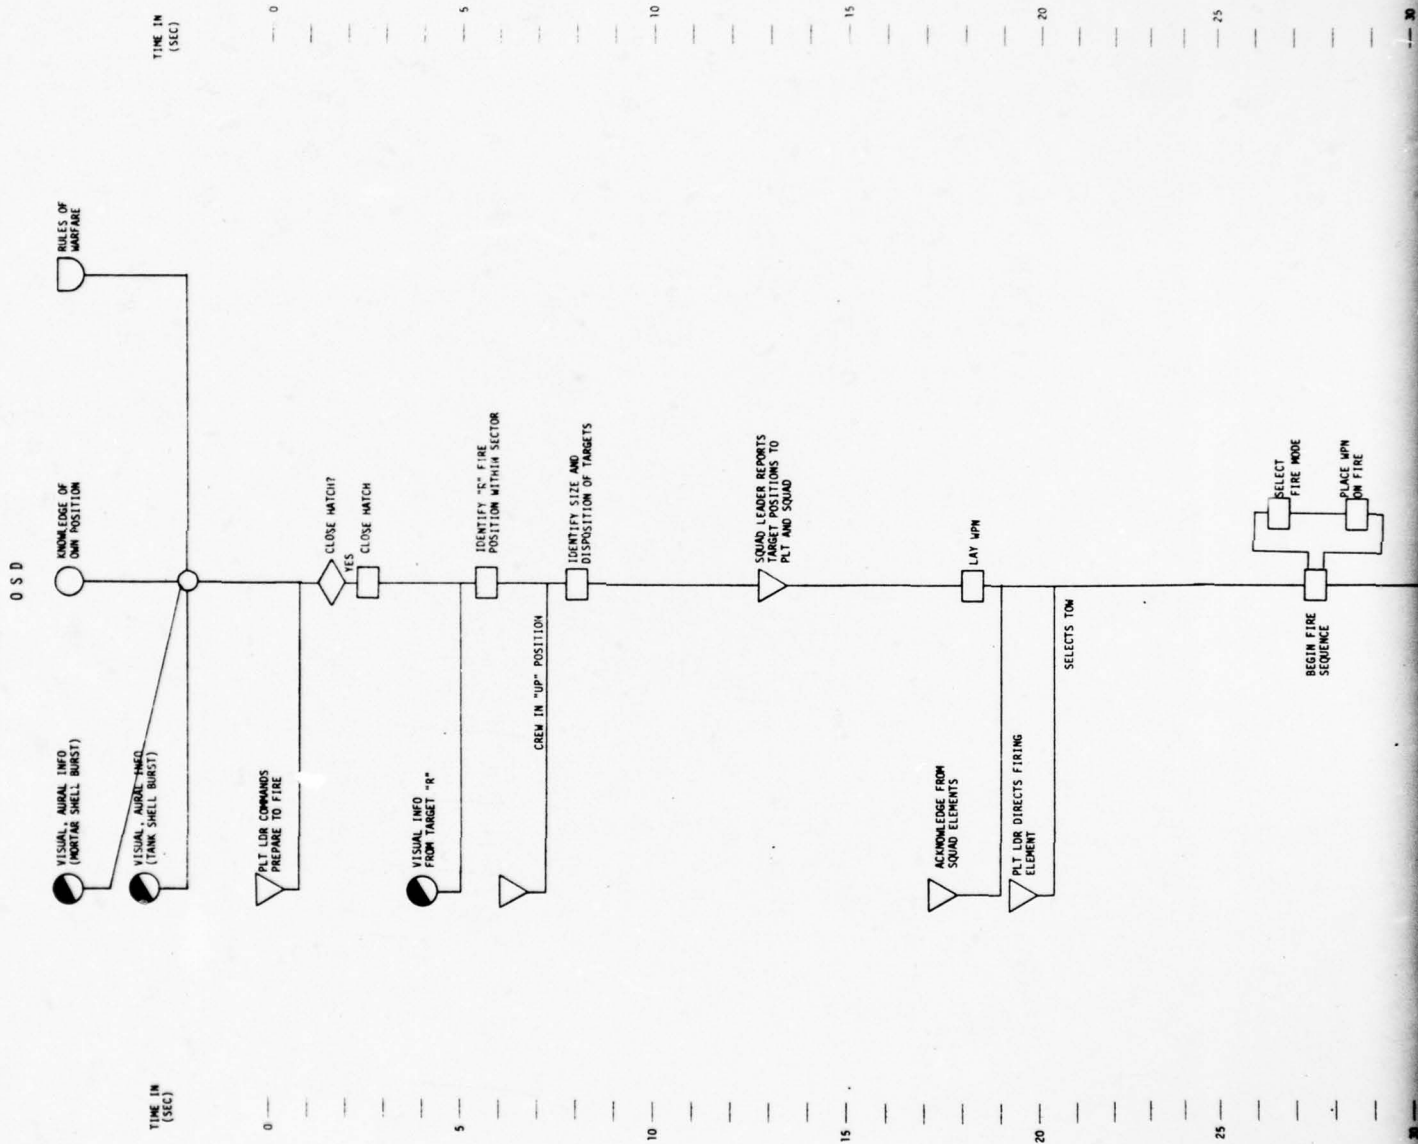 OSD
TIME IN
(SEC)
0
5
10
15
20
25
30
RULES OF
WARFARE
KNOWLEDGE OF
OWN POSITION
VISUAL, AURAL INFO
(MORTAR SHELL BURST)
VISUAL, AURAL INFO
(TANK SHELL BURST)
PLT LDR COMMANDS
PREPARE TO FIRE
CLOSE HATCH?
YES
CLOSE HATCH
VISUAL INFO
FROM TARGET "R"
IDENTIFY "R" FIRE
POSITION WITHIN SECTOR
CREW IN "UP" POSITION
IDENTIFY SIZE AND
DISPOSITION OF TARGETS
SQUAD LEADER REPORTS
TARGET POSITIONS TO
PLT AND SQUAD
LAY WPN
ACKNOWLEDGE FROM
SQUAD ELEMENTS
PLT LDR DIRECTS FIRING
ELEMENT
SELECTS TOW
BEGIN FIRE
SEQUENCE
SELECT
FIRE MODE
PLACE WPN
ON FIRE
TIME IN
(SEC)
0
5
10
15
20
25